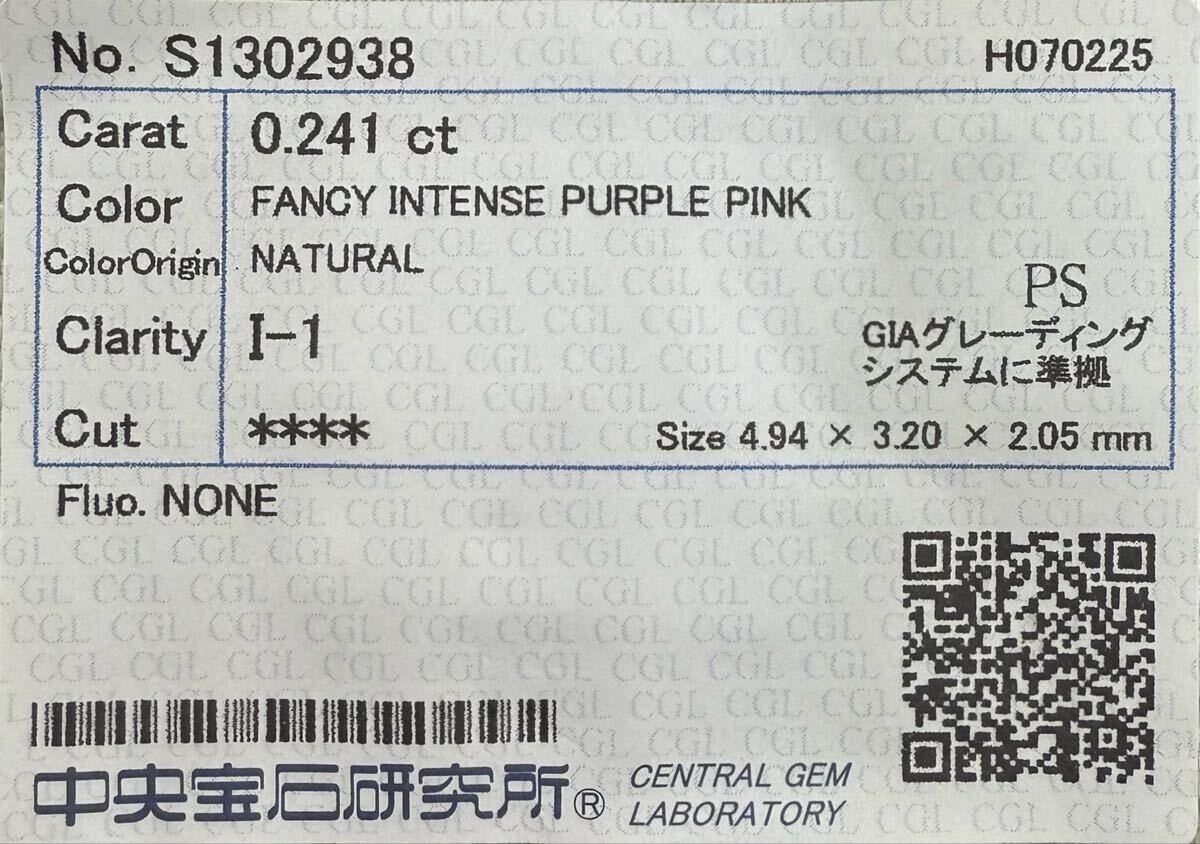 No. S1302938 H070225
Carat 0.241 ct
Color FANCY INTENSE PURPLE PINK
ColorOrigin NATURAL
PS
Clarity I-1 GIAグレーディング
システムに準拠
Cut **** Size 4.94 × 3.20 × 2.05 mm
Fluo. NONE
中央宝石研究所® CENTRAL GEM
LABORATORY